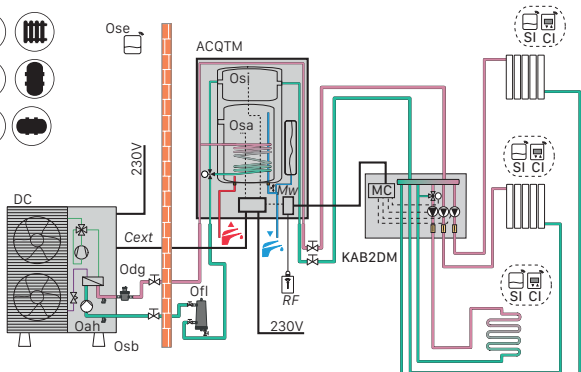 Ose
ACQTM
SI CI
Osi
Osa
SI CI
230V
MC
Mw
DC
Cext
KAB2DM
Odg
Ofl
RF
SI CI
Oah
230V
Osb